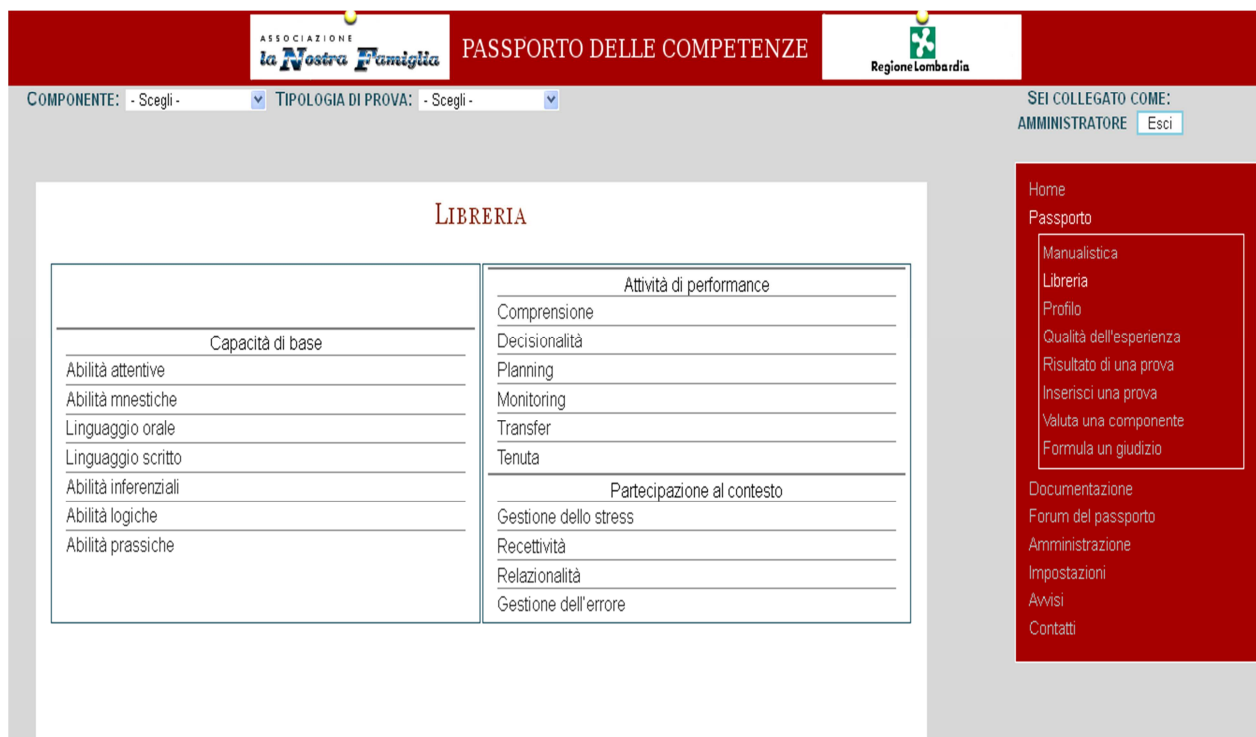 ASSOCIAZIONE
la Nostra Famiglia
PASSPORTO DELLE COMPETENZE
RegioneLombardia
COMPONENTE: - Scegli - TIPOLOGIA DI PROVA: - Scegli -
SEI COLLEGATO COME:
AMMINISTRATORE Esci
LIBRERIA
Capacità di base
Abilità attentive
Abilità mnestiche
Linguaggio orale
Linguaggio scritto
Abilità inferenziali
Abilità logiche
Abilità prassiche
Attività di performance
Comprensione
Decisionalità
Planning
Monitoring
Transfer
Tenuta
Partecipazione al contesto
Gestione dello stress
Recettività
Relazionalità
Gestione dell'errore
Home
Passporto
Manualistica
Libreria
Profilo
Qualità dell'esperienza
Risultato di una prova
Inserisci una prova
Valuta una componente
Formula un giudizio
Documentazione
Forum del passporto
Amministrazione
Impostazioni
Avvisi
Contatti